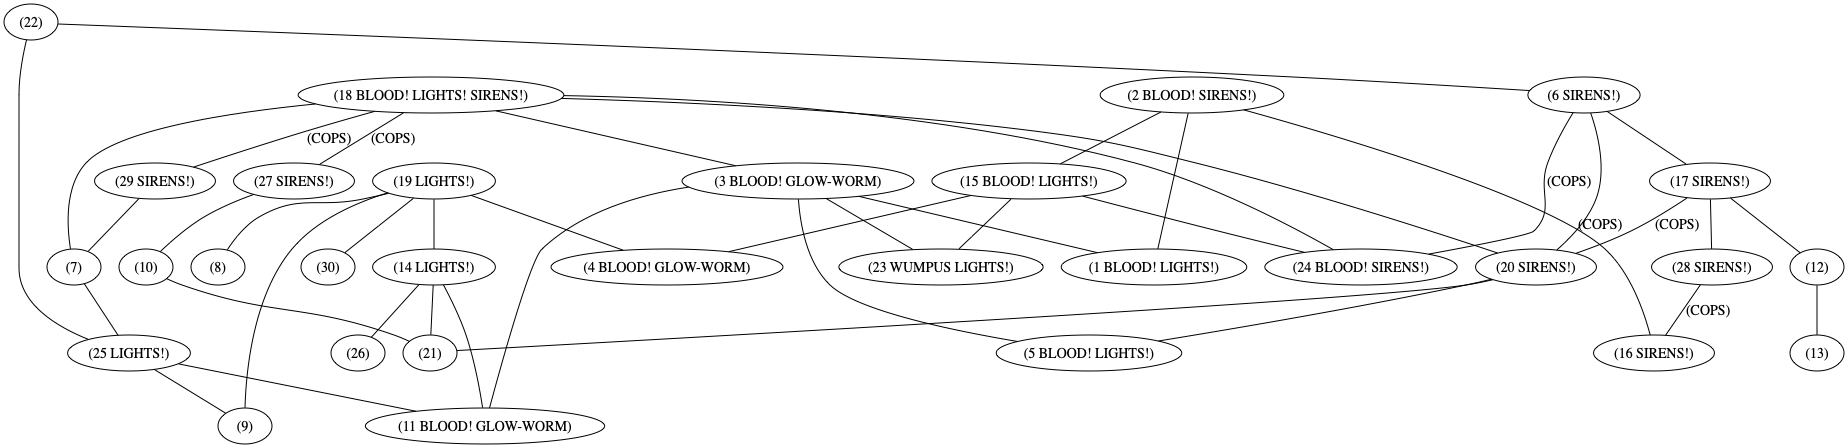 (22)
(18 BLOOD! LIGHTS! SIRENS!)
(2 BLOOD! SIRENS!)
(6 SIRENS!)
(COPS)
(COPS)
(29 SIRENS!)
(27 SIRENS!)
(19 LIGHTS!)
(3 BLOOD! GLOW-WORM)
(15 BLOOD! LIGHTS!)
(COPS)
(17 SIRENS!)
(COPS)
(COPS)
(7)
(10)
(8)
(30)
(14 LIGHTS!)
(4 BLOOD! GLOW-WORM)
(23 WUMPUS LIGHTS!)
(1 BLOOD! LIGHTS!)
(24 BLOOD! SIRENS!)
(20 SIRENS!)
(28 SIRENS!)
(12)
(COPS)
(25 LIGHTS!)
(26)
(21)
(5 BLOOD! LIGHTS!)
(16 SIRENS!)
(13)
(9)
(11 BLOOD! GLOW-WORM)